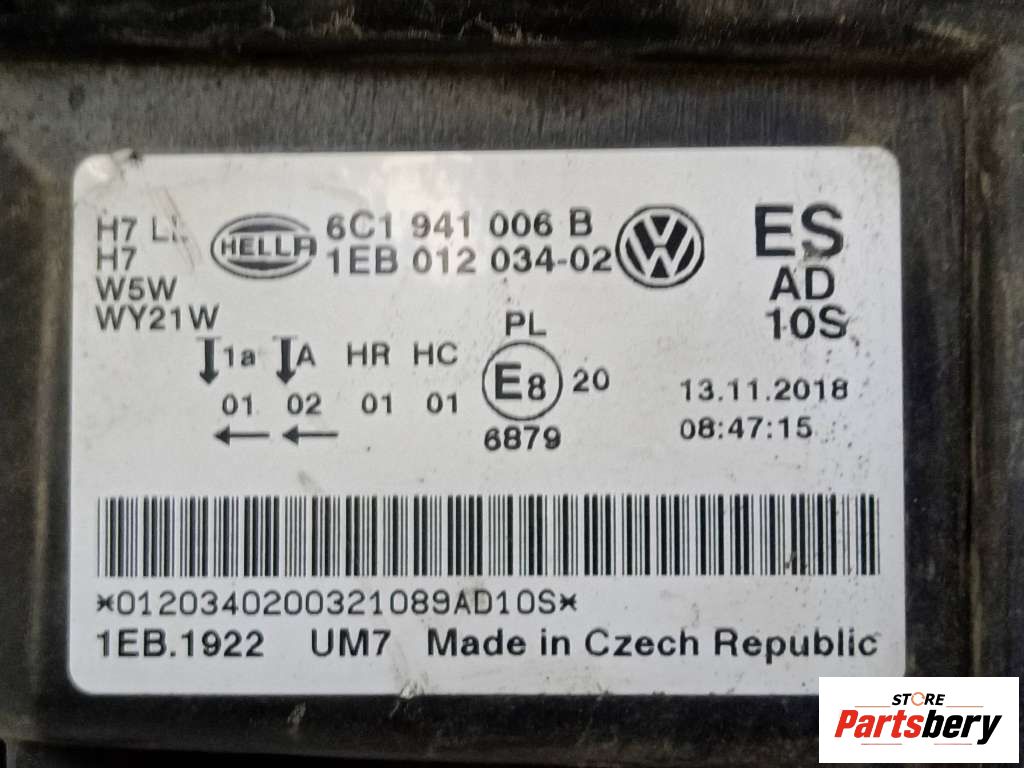 H7 LL HELLA 6C1 941 006 B ES
H7 1EB 012 034-02 AD
W5W 10S
WY21W PL
1a A HR HC E8 20 13.11.2018
01 02 01 01 6879 08:47:15
*0120340200321089AD10S*
1EB.1922 UM7 Made in Czech Republic
STORE
Partsbery